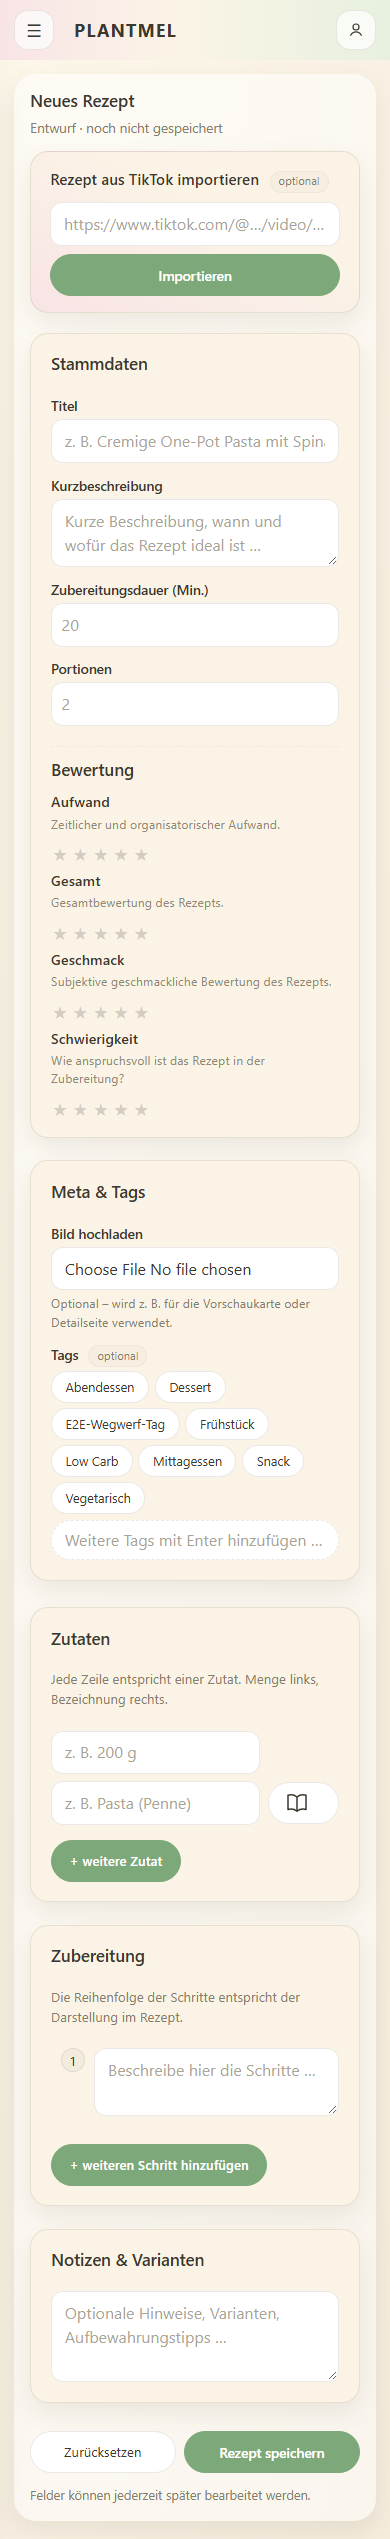 PLANTMEL
Neues Rezept
Entwurf · noch nicht gespeichert
Rezept aus TikTok importieren optional
https://www.tiktok.com/@.../video/...
Importieren
Stammdaten
Titel
z. B. Cremige One-Pot Pasta mit Spin
Kurzbeschreibung
Kurze Beschreibung, wann und
wofür das Rezept ideal ist ...
Zubereitungsdauer (Min.)
20
Portionen
2
Bewertung
Aufwand
Zeitlicher und organisatorischer Aufwand.
★ ★ ★ ★ ★
Gesamt
Gesamtbewertung des Rezepts.
★ ★ ★ ★ ★
Geschmack
Subjektive geschmackliche Bewertung des Rezepts.
★ ★ ★ ★ ★
Schwierigkeit
Wie anspruchsvoll ist das Rezept in der
Zubereitung?
★ ★ ★ ★ ★
Meta & Tags
Bild hochladen
Choose File No file chosen
Optional – wird z. B. für die Vorschaukarte oder
Detailseite verwendet.
Tags optional
Abendessen Dessert
E2E-Wegwerf-Tag Frühstück
Low Carb Mittagessen Snack
Vegetarisch
Weitere Tags mit Enter hinzufügen ...
Zutaten
Jede Zeile entspricht einer Zutat. Menge links,
Bezeichnung rechts.
z. B. 200 g
z. B. Pasta (Penne)
+ weitere Zutat
Zubereitung
Die Reihenfolge der Schritte entspricht der
Darstellung im Rezept.
1 Beschreibe hier die Schritte ...
+ weiteren Schritt hinzufügen
Notizen & Varianten
Optionale Hinweise, Varianten,
Aufbewahrungstipps ...
Zurücksetzen Rezept speichern
Felder können jederzeit später bearbeitet werden.